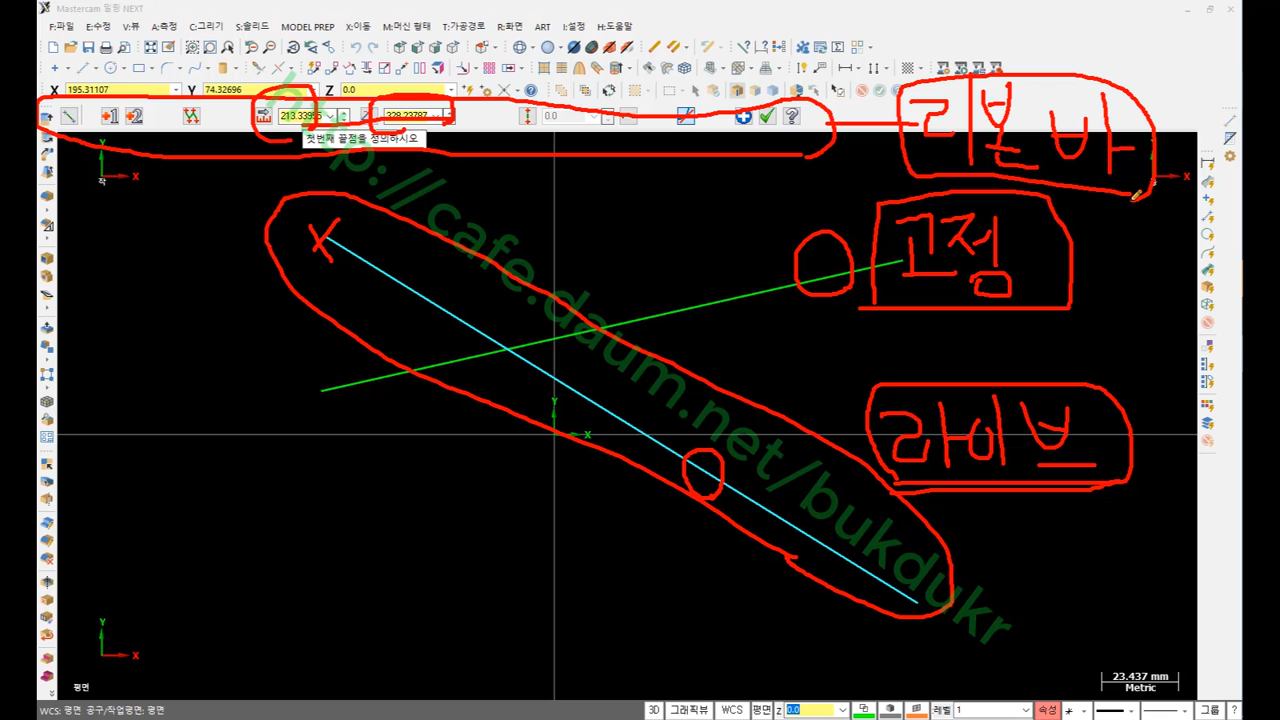 Mastercam 밀링 NEXT
F:파일 E:수정 V:뷰 A:측정 C:그리기 S:솔리드 MODEL PREP X:이동 M:머신 형태 T:가공경로 R:화면 ART I:설정 H:도움말
X 195.31107 Y 74.32696 Z 0.0
213.33995 328.23787 0.0
첫번째 끝점을 정의하시오
리본 바
Y
X
작
X
고정
http://cafe.daum.net/bukdukr
라이브
Y
X
Y
X
평면
23.437 mm
Metric
WCS: 평면 공구/작업평면: 평면
3D 그래픽뷰 WCS 평면 Z 0.0 레벨 1 속성 그룹 ?